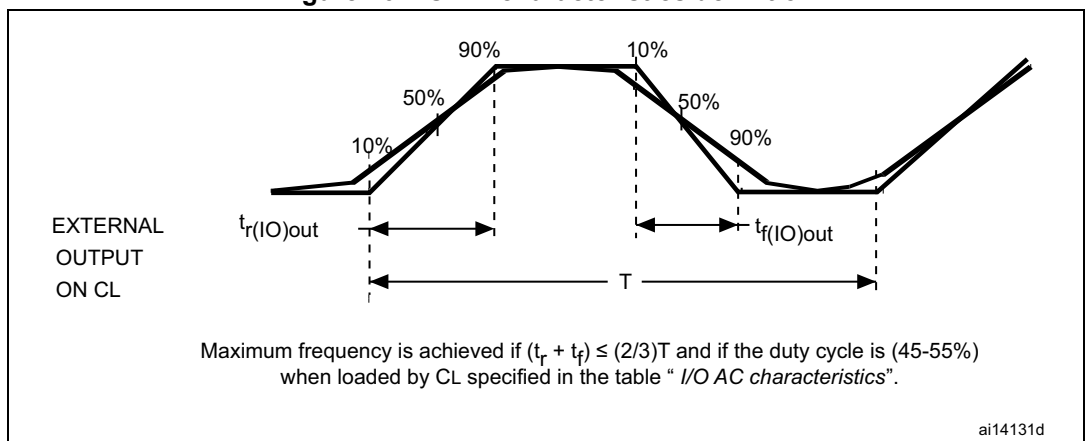 90%
10%
50%
50%
10%
90%
EXTERNAL
OUTPUT
ON CL
tr(IO)out
tf(IO)out
T
Maximum frequency is achieved if (tr + tf) ≤ (2/3)T and if the duty cycle is (45-55%)
when loaded by CL specified in the table “ I/O AC characteristics”.
ai14131d